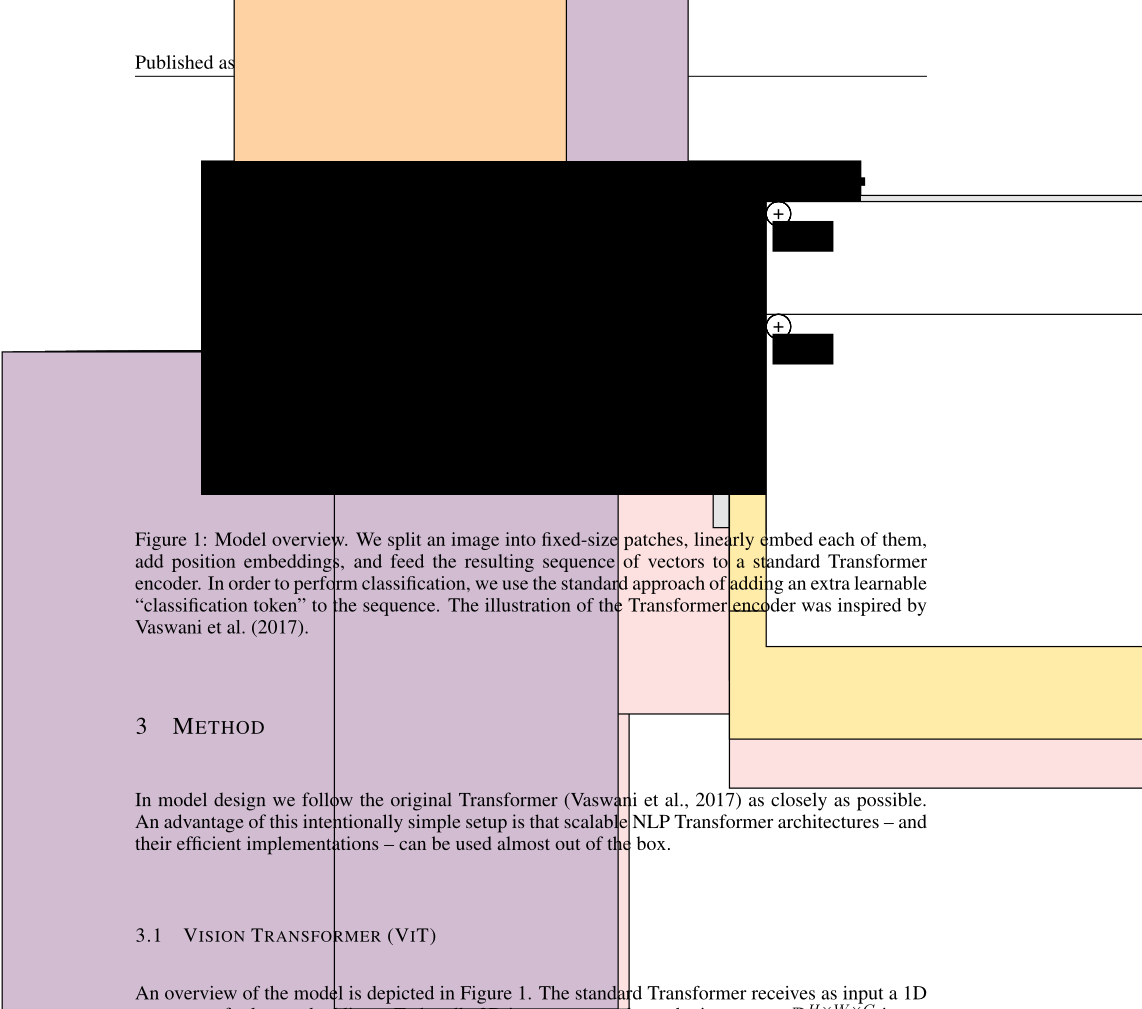 Published as
+
+
Figure 1: Model overview. We split an image into fixed-size patches, linearly embed each of them,
add position embeddings, and feed the resulting sequence of vectors to a standard Transformer
encoder. In order to perform classification, we use the standard approach of adding an extra learnable
“classification token” to the sequence. The illustration of the Transformer encoder was inspired by
Vaswani et al. (2017).
3 METHOD
In model design we follow the original Transformer (Vaswani et al., 2017) as closely as possible.
An advantage of this intentionally simple setup is that scalable NLP Transformer architectures – and
their efficient implementations – can be used almost out of the box.
3.1 VISION TRANSFORMER (VIT)
An overview of the model is depicted in Figure 1. The standard Transformer receives as input a 1D